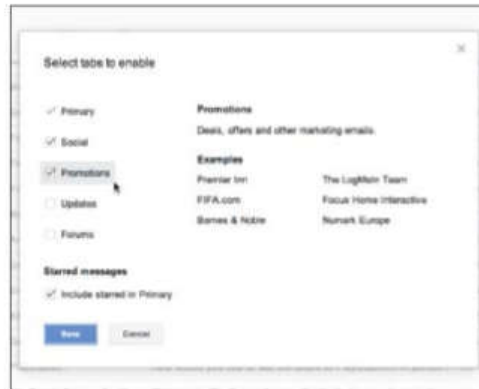 Select tabs to enable
Primary
Social
Promotions
Updates
Forums
Promotions
Deals, offers and other marketing emails.
Examples
Premier Inn
The LogMeIn Team
FIFA.com
Focus Home Interactive
Barnes & Noble
Numark Europe
Starred messages
Include starred in Primary
Save
Cancel